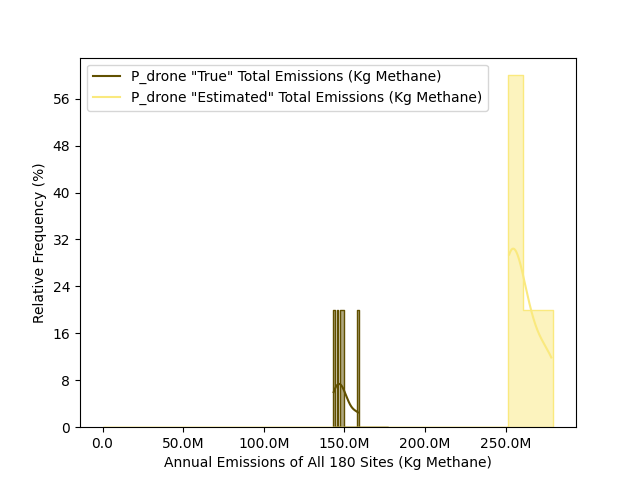 P_drone "True" Total Emissions (Kg Methane)
P_drone "Estimated" Total Emissions (Kg Methane)
56
48
40
32
24
16
8
0
Relative Frequency (%)
0.0 50.0M 100.0M 150.0M 200.0M 250.0M
Annual Emissions of All 180 Sites (Kg Methane)